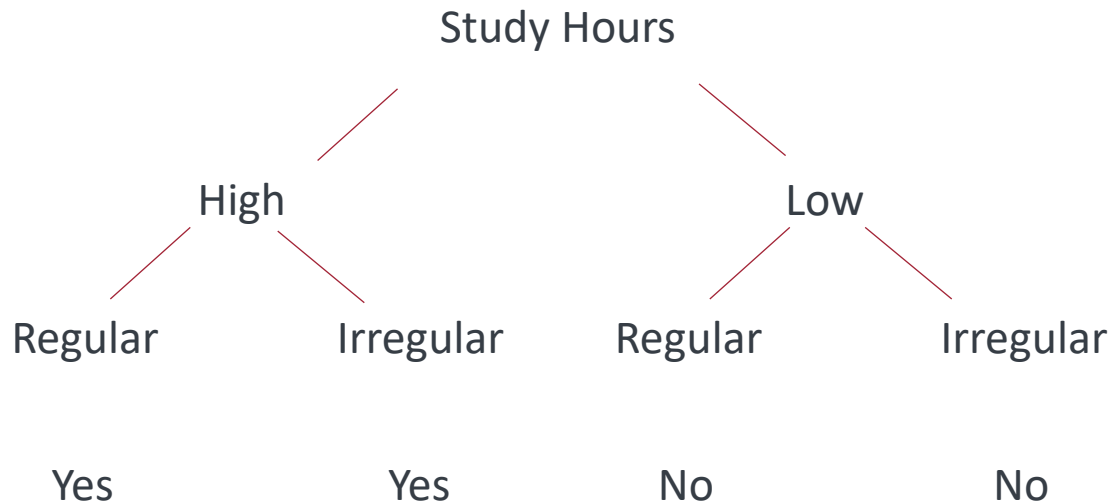 Study Hours
High Low
Regular Irregular Regular Irregular
Yes Yes No No